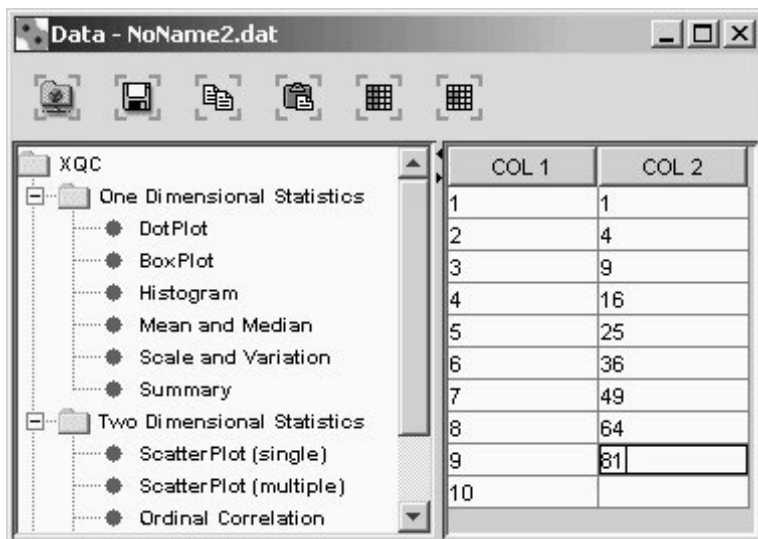 Data - NoName2.dat
XQC
One Dimensional Statistics
DotPlot
BoxPlot
Histogram
Mean and Median
Scale and Variation
Summary
Two Dimensional Statistics
ScatterPlot (single)
ScatterPlot (multiple)
Ordinal Correlation
COL 1 COL 2
1 1
2 4
3 9
4 16
5 25
6 36
7 49
8 64
9 81
10